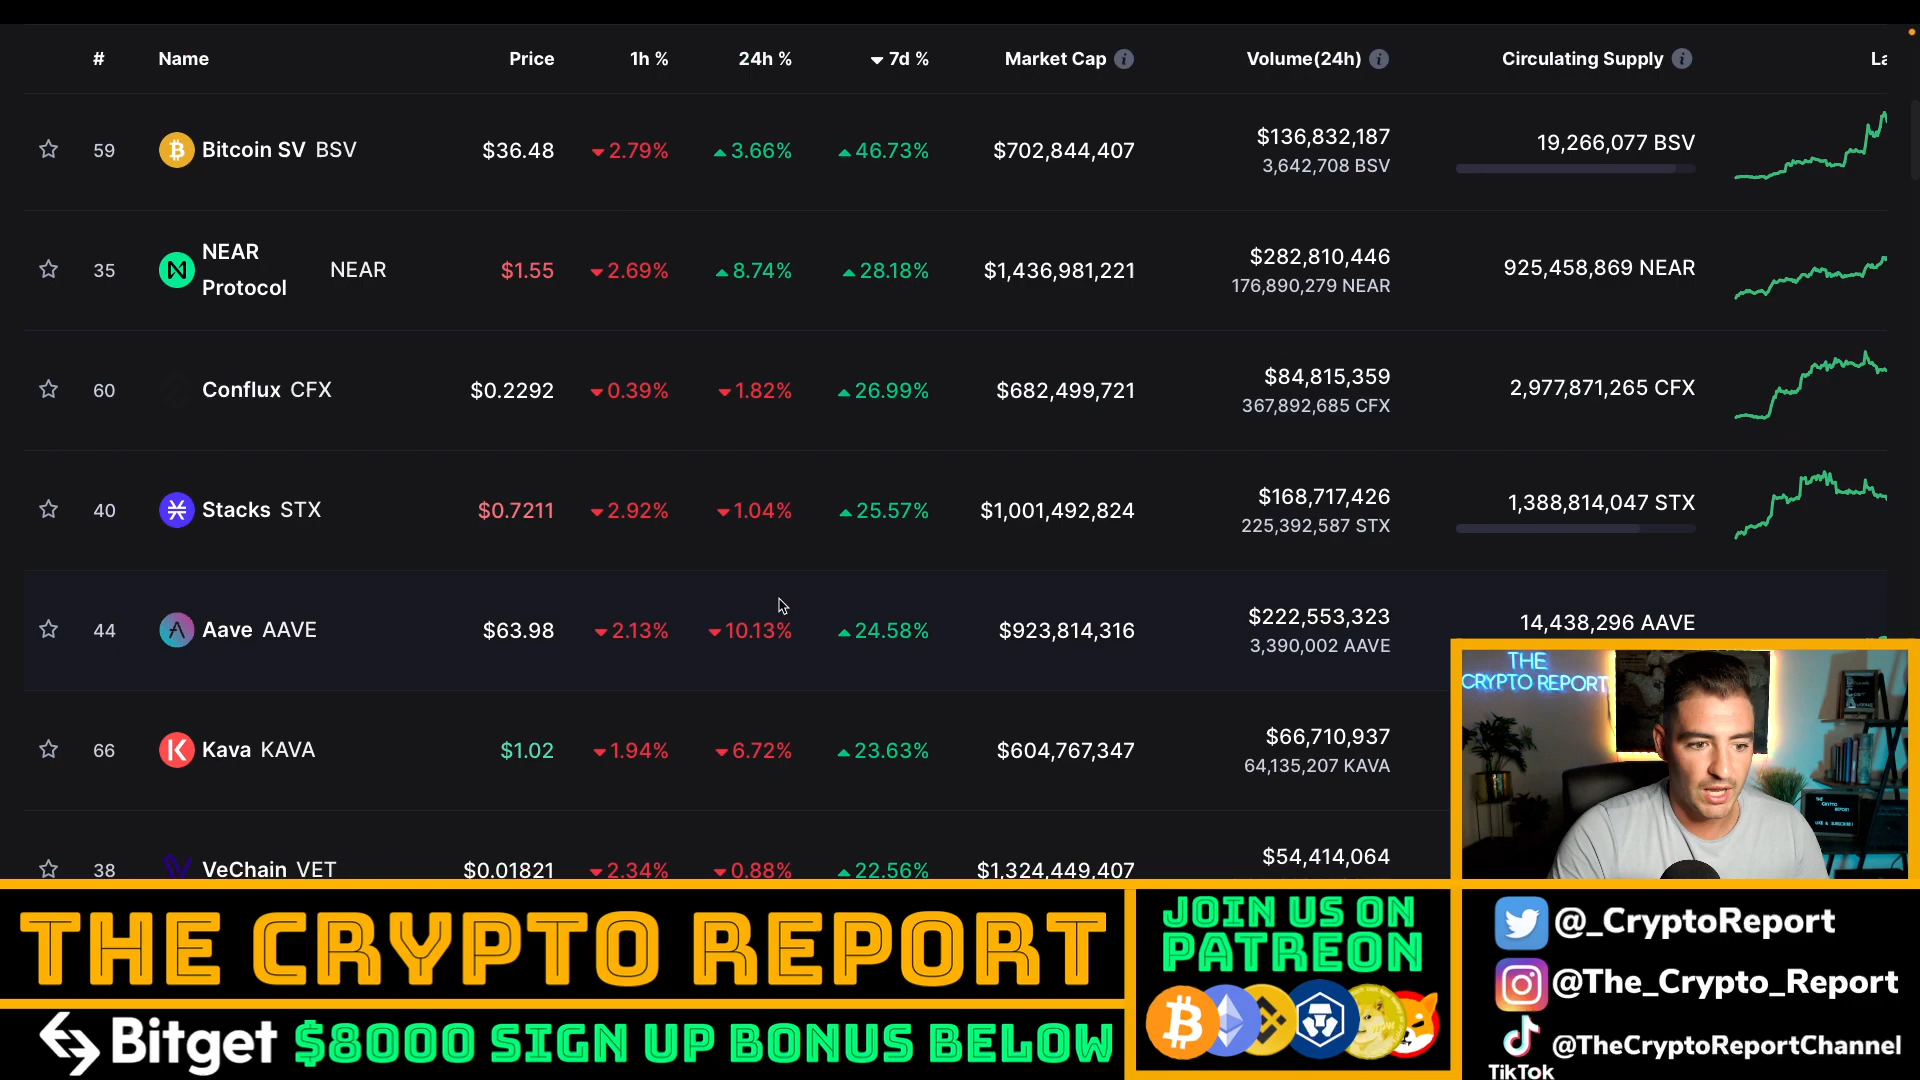 # Name Price 1h % 24h % 7d % Market Cap Volume(24h) Circulating Supply La
59 Bitcoin SV BSV $36.48 2.79% 3.66% 46.73% $702,844,407 $136,832,187 19,266,077 BSV
3,642,708 BSV
35 NEAR Protocol NEAR $1.55 2.69% 8.74% 28.18% $1,436,981,221 $282,810,446 925,458,869 NEAR
176,890,279 NEAR
60 Conflux CFX $0.2292 0.39% 1.82% 26.99% $682,499,721 $84,815,359 2,977,871,265 CFX
367,892,685 CFX
40 Stacks STX $0.7211 2.92% 1.04% 25.57% $1,001,492,824 $168,717,426 1,388,814,047 STX
225,392,587 STX
44 Aave AAVE $63.98 2.13% 10.13% 24.58% $923,814,316 $222,553,323 14,438,296 AAVE
3,390,002 AAVE
66 Kava KAVA $1.02 1.94% 6.72% 23.63% $604,767,347 $66,710,937
64,135,207 KAVA
38 VeChain VET $0.01821 2.34% 0.88% 22.56% $1,324,449,407 $54,414,064
THE
CRYPTO REPORT
THE CRYPTO REPORT
Bitget $8000 SIGN UP BONUS BELOW
JOIN US ON
PATREON
@_CryptoReport
@The_Crypto_Report
@TheCryptoReportChannel
TikTok